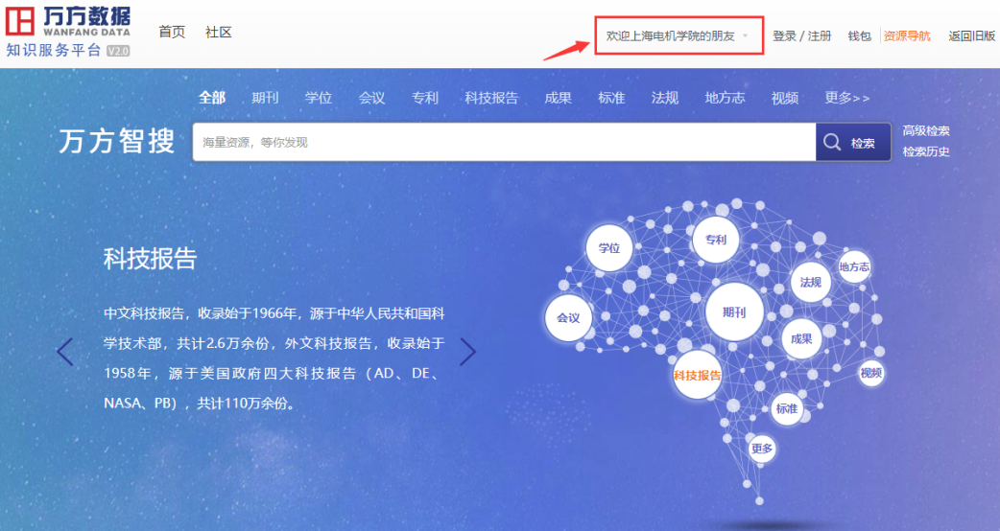 万方数据
WANFANG DATA
知识服务平台 V2.0
首页 社区
欢迎上海电机学院的朋友
登录 / 注册 钱包 资源导航 返回旧版
全部 期刊 学位 会议 专利 科技报告 成果 标准 法规 地方志 视频 更多>>
万方智搜
海量资源，等你发现
检索
高级检索
检索历史
科技报告
中文科技报告，收录始于1966年，源于中华人民共和国科
学技术部，共计2.6万余份，外文科技报告，收录始于
1958年，源于美国政府四大科技报告（AD、DE、
NASA、PB），共计110万余份。
学位
专利
地方志
法规
期刊
会议
成果
科技报告
视频
标准
更多